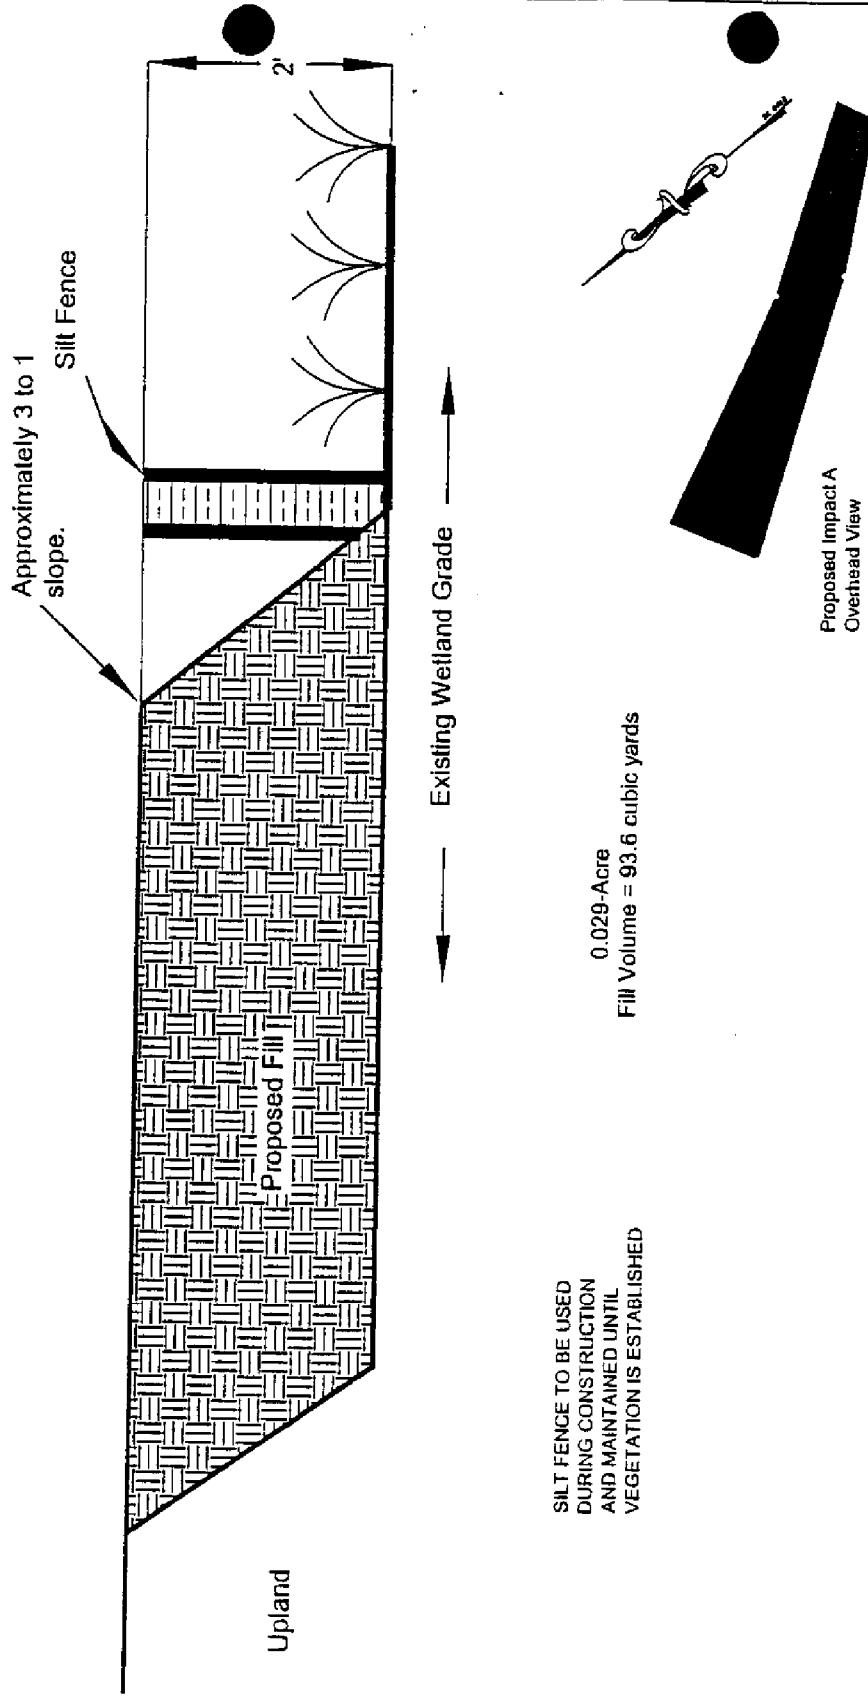 Approximately 3 to 1
slope.
Silt Fence
2'
Proposed Fill
Upland
Existing Wetland Grade
SILT FENCE TO BE USED
DURING CONSTRUCTION
AND MAINTAINED UNTIL
VEGETATION IS ESTABLISHED
0.029-Acre
Fill Volume = 93.6 cubic yards
Proposed Impact A
Overhead View